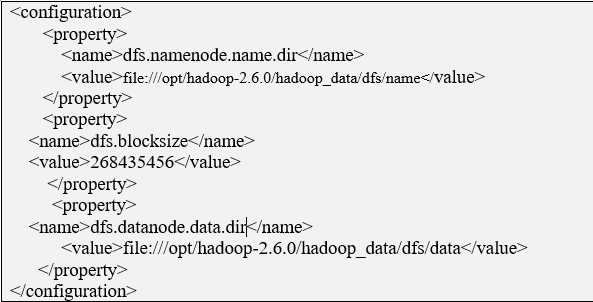 <configuration>
<property>
<name>dfs.namenode.name.dir</name>
<value>file:///opt/hadoop-2.6.0/hadoop_data/dfs/name</value>
</property>
<property>
<name>dfs.blocksize</name>
<value>268435456</value>
</property>
<property>
<name>dfs.datanode.data.dir</name>
<value>file:///opt/hadoop-2.6.0/hadoop_data/dfs/data</value>
</property>
</configuration>